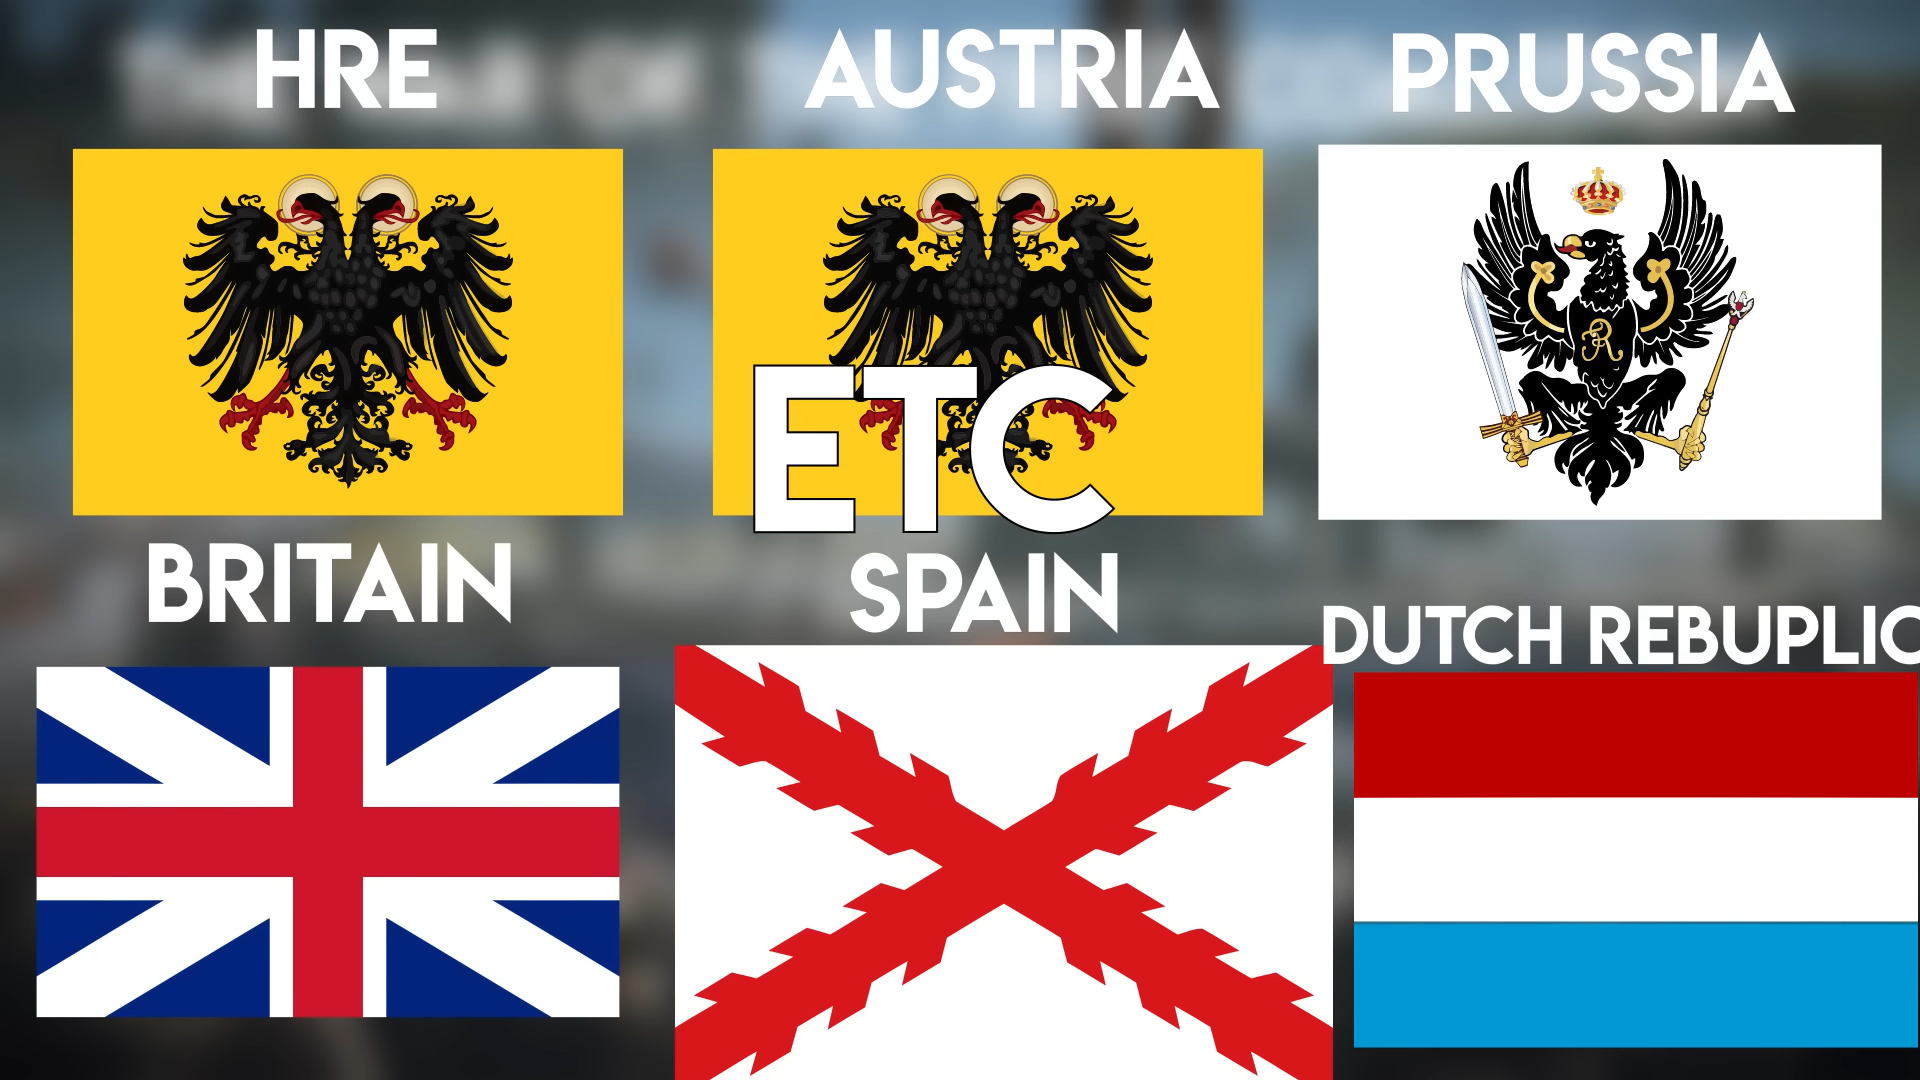 HRE
AUSTRIA
PRUSSIA
ETC
BRITAIN
SPAIN
DUTCH REBUPLIC
R